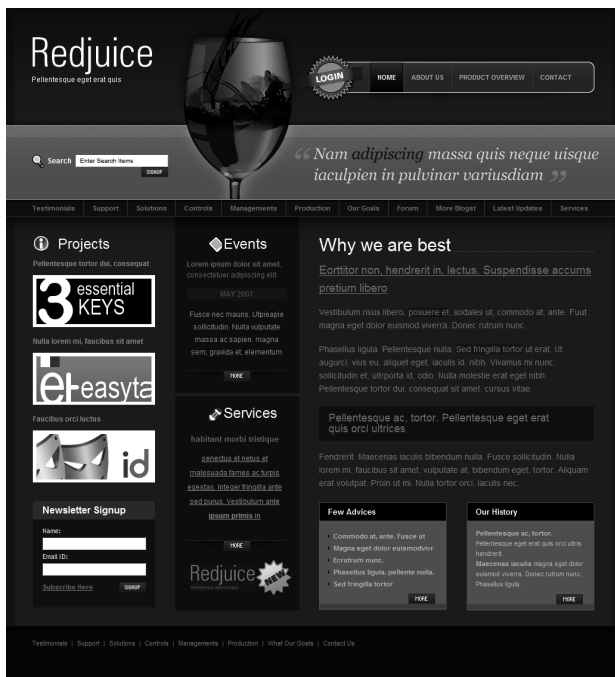 Redjuice
Pellentesque eget erat quis
LOGIN
HOME
ABOUT US
PRODUCT OVERVIEW
CONTACT
Search
Enter Search Items
SIGNUP
“ Nam adipiscing massa quis neque uisque
iaculpien in pulvinar variusdiam ”
Testimonials
Support
Solutions
Controls
Managements
Production
Our Goals
Forum
More Blogst
Latest Updates
Services
Projects
Pellentesque tortor dui, consequat
3 essential
KEYS
Nulla lorem mi, faucibus sit amet
et-easyta
Faucibus orci luctus
id
Newsletter Signup
Name:
Email ID:
Subscribe Here
SIGNUP
Events
Lorem ipsum dolor sit amet,
consectetuer adipiscing elit
MAY 2007
Fusce nec mauris. Utpieapie
sollicitudin. Nulla vulputate
massa ac sapien. magna
sem, gravida et, elementum
MORE
Services
habitant morbi tristique
senectus et netus et
malesuada fames ac turpis
egestas. Integer fringilla ante
sed purus. Vestibulum ante
ipsum primis in
MORE
Redjuice
Pellentesque eget erat quis
NEW
Why we are best
Eorttitor non, hendrerit in, lectus. Suspendisse accums
pretium libero
Vestibulum risus libero, posuere et, sodales ut, commodo at, ante. Fuut
magna eget dolor euismod viverra. Donec rutrum nunc.
Phasellus ligula. Pellentesque nulla. Sed fringilla tortor ut erat. Ut
augurci, vius eu, aliquet eget, iaculis id, nibh. Vivamus mi nunc,
sollicitudin et, ultrporta id, odio. Nulla molestie erat eget nibh.
Pellentesque tortor dui, consequat sit amet, cursus vitae,
Pellentesque ac, tortor. Pellentesque eget erat
quis orci ultrices
Fendrerit. Maecenas iaculis bibendum nulla. Fusce sollicitudin. Nulla
lorem mi, faucibus sit amet, vulputate at, bibendum eget, tortor. Aliquam
erat volutpat. Proin ut mi. Nulla tortor orci, iaculis nec,
Few Advices
Commodo at, ante. Fusce ut
Magna eget dolor euismodvivr
Ecrutrum nunc.
Phasellus ligula. pellente nulla.
Sed fringilla tortor
MORE
Our History
Pellentesque ac, tortor.
Pellentesque eget erat quis orci ultris
hendrerit.
Maecenas iaculis magna eget dolor
euismod viverra. Donec rutrum nunc.
Phasellus ligula.
MORE
Testimonials | Support | Solutions | Controls | Managements | Production | What Our Goals | Contact Us